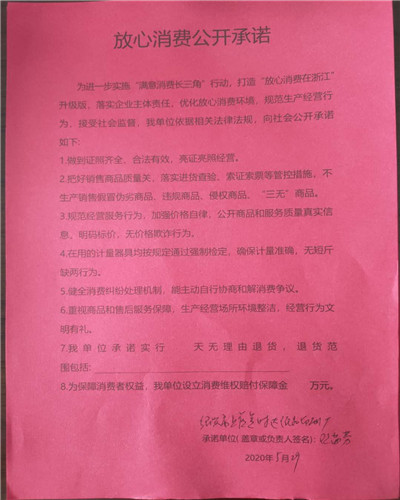 放心消费公开承诺
为进一步实施“满意消费长三角”行动，打造“放心消费在浙江”
升级版，落实企业主体责任，优化放心消费环境，规范生产经营行
为，接受社会监督，我单位依据相关法律法规，向社会公开承诺
如下：
1.做到证照齐全，合法有效，亮证亮照经营。
2.把好销售商品质量关，落实进货查验、索证索票等管控措施，不
生产销售假冒伪劣商品、违规商品、侵权商品、“三无”商品。
3.规范经营服务行为，加强价格自律，公开商品和服务质量真实信
息，明码标价，无价格欺诈行为。
4.在用的计量器具均按规定通过强制检定，确保计量准确，无短斤
缺两行为。
5.健全消费纠纷处理机制，能主动自行协商和解消费争议。
6.重视商品和售后服务保障，生产经营场所环境整洁，经营行为文
明有礼。
7.我单位承诺实行 天无理由退货，退货范
围包括：
8.为保障消费者权益，我单位设立消费维权赔付保障金 万元。
承诺单位（盖章或负责人签名）：
2020年5月29